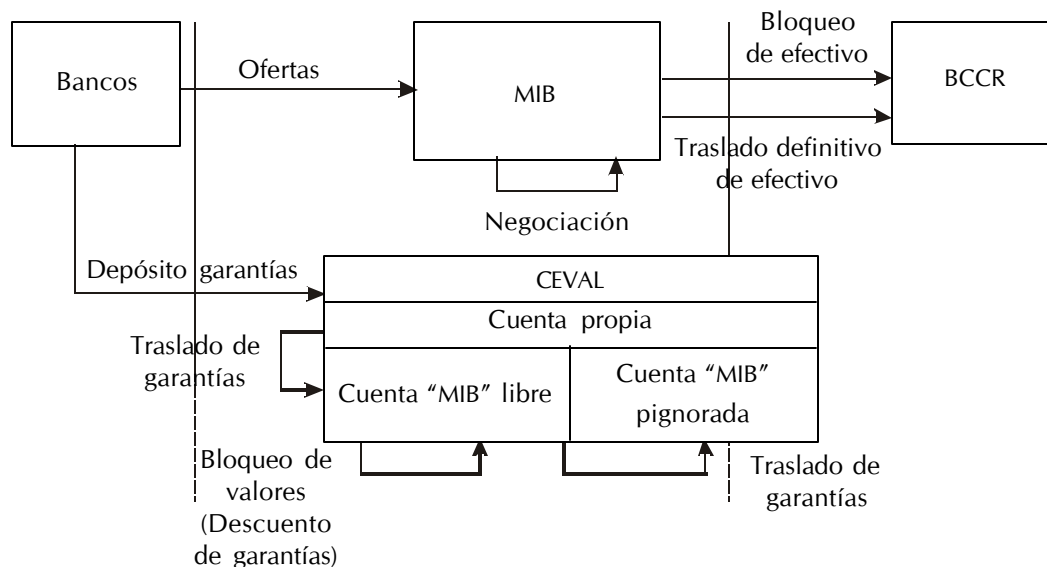 Bancos
Ofertas
MIB
Bloqueo
de efectivo
BCCR
Traslado definitivo
de efectivo
Negociación
Depósito garantías
CEVAL
Cuenta propia
Traslado de
garantías
Cuenta “MIB” libre
Cuenta “MIB”
pignorada
Bloqueo de
valores
(Descuento
de garantías)
Traslado de
garantías